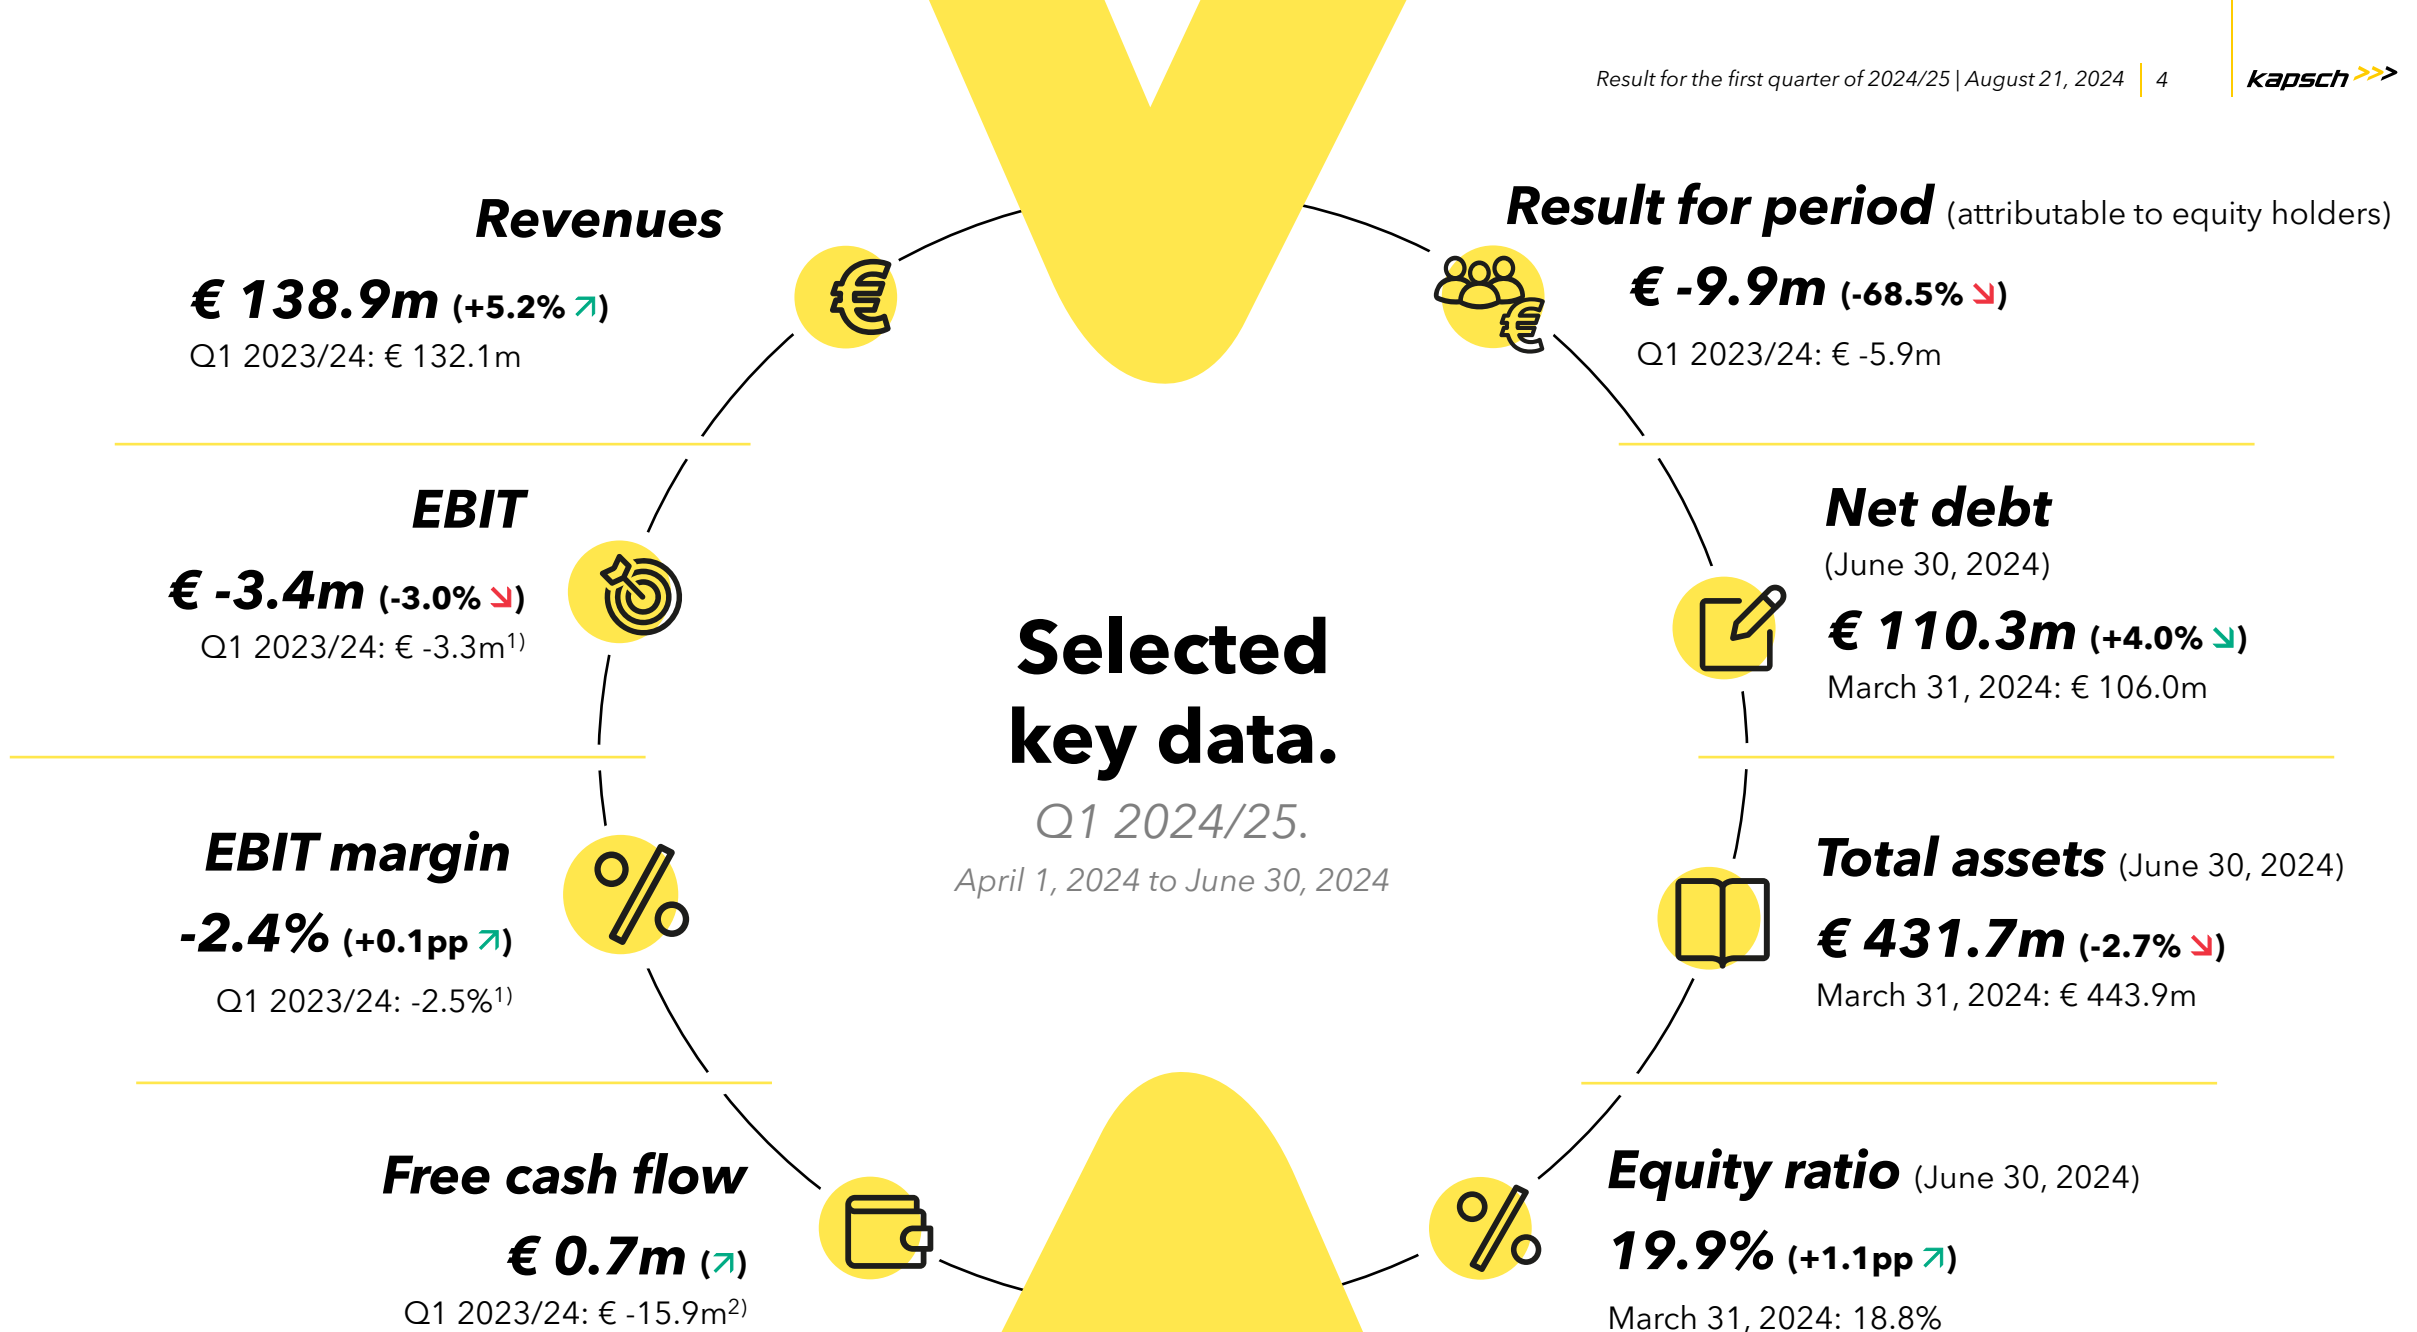 Result for the first quarter of 2024/25 | August 21, 2024 4
kapsch >>>
Revenues
€ 138.9m (+5.2% ↗)
Q1 2023/24: € 132.1m
EBIT
€ -3.4m (-3.0% ↘)
Q1 2023/24: € -3.3m1)
EBIT margin
-2.4% (+0.1pp ↗)
Q1 2023/24: -2.5%1)
Free cash flow
€ 0.7m (↗)
Q1 2023/24: € -15.9m2)
Selected
key data.
Q1 2024/25.
April 1, 2024 to June 30, 2024
Result for period (attributable to equity holders)
€ -9.9m (-68.5% ↘)
Q1 2023/24: € -5.9m
Net debt
(June 30, 2024)
€ 110.3m (+4.0% ↘)
March 31, 2024: € 106.0m
Total assets (June 30, 2024)
€ 431.7m (-2.7% ↘)
March 31, 2024: € 443.9m
Equity ratio (June 30, 2024)
19.9% (+1.1pp ↗)
March 31, 2024: 18.8%